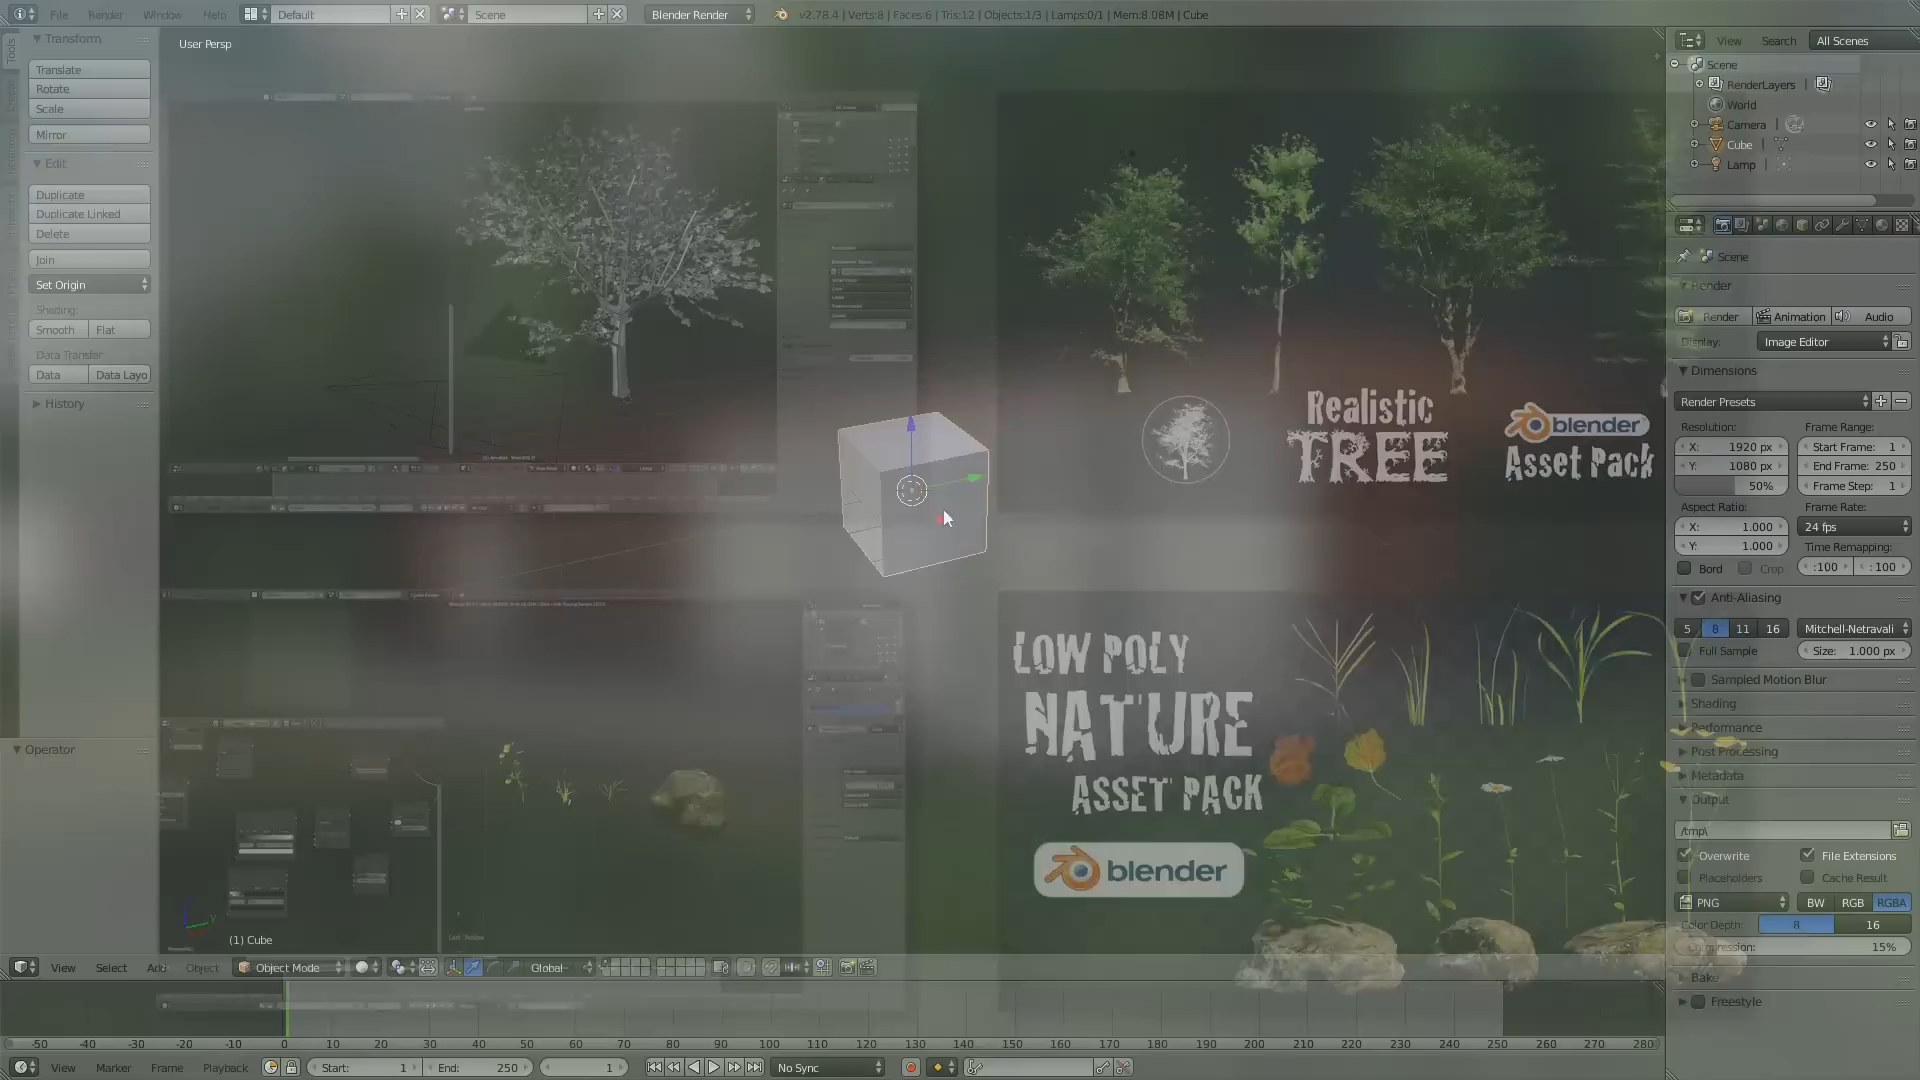 File Render Window Help Default Scene Blender Render v2.78.4 | Verts:8 | Faces:6 | Tris:12 | Objects:1/3 | Lamps:0/1 | Mem:8.08M | Cube
Tools
Transform
Translate
Rotate
Scale
Mirror
Edit
Duplicate
Duplicate Linked
Delete
Join
Set Origin
Shading:
Smooth Flat
Data Transfer
Data Data Layo
History
Operator
User Persp
Realistic
TREE
blender
Asset Pack
LOW POLY
NATURE
ASSET PACK
blender
(1) Cube
View Select Add Object Object Mode Global
-50 -40 -30 -20 -10 0 10 20 30 40 50 60 70 80 90 100 110 120 130 140 150 160 170 180 190 200 210 220 230 240 250 260 270 280
View Marker Frame Playback Start: 1 End: 250 1 No Sync
View Search All Scenes
Scene
RenderLayers
World
Camera
Cube
Lamp
Scene
Render
Render Animation Audio
Display: Image Editor
Dimensions
Render Presets
Resolution: Frame Range:
X: 1920 px Start Frame: 1
Y: 1080 px End Frame: 250
50% Frame Step: 1
Aspect Ratio: Frame Rate:
X: 1.000 24 fps
Y: 1.000 Time Remapping:
Bord Crop :100 :100
Anti-Aliasing
5 8 11 16 Mitchell-Netravali
Full Sample Size: 1.000 px
Sampled Motion Blur
Shading
Performance
Post Processing
Metadata
Output
/tmp\
Overwrite File Extensions
Placeholders Cache Result
PNG BW RGB RGBA
Color Depth: 8 16
Compression: 15%
Bake
Freestyle